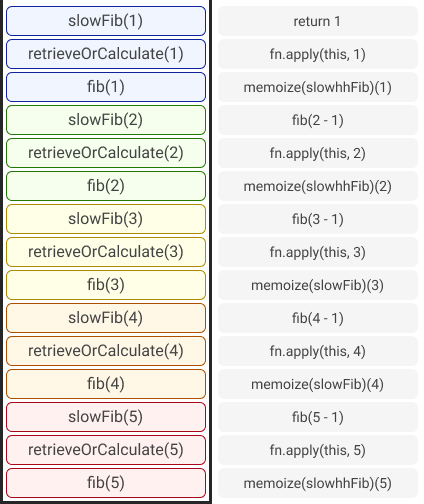 slowFib(1) return 1
retrieveOrCalculate(1) fn.apply(this, 1)
fib(1) memoize(slowhhFib)(1)
slowFib(2) fib(2 - 1)
retrieveOrCalculate(2) fn.apply(this, 2)
fib(2) memoize(slowhhFib)(2)
slowFib(3) fib(3 - 1)
retrieveOrCalculate(3) fn.apply(this, 3)
fib(3) memoize(slowFib)(3)
slowFib(4) fib(4 - 1)
retrieveOrCalculate(4) fn.apply(this, 4)
fib(4) memoize(slowFib)(4)
slowFib(5) fib(5 - 1)
retrieveOrCalculate(5) fn.apply(this, 5)
fib(5) memoize(slowhhFib)(5)